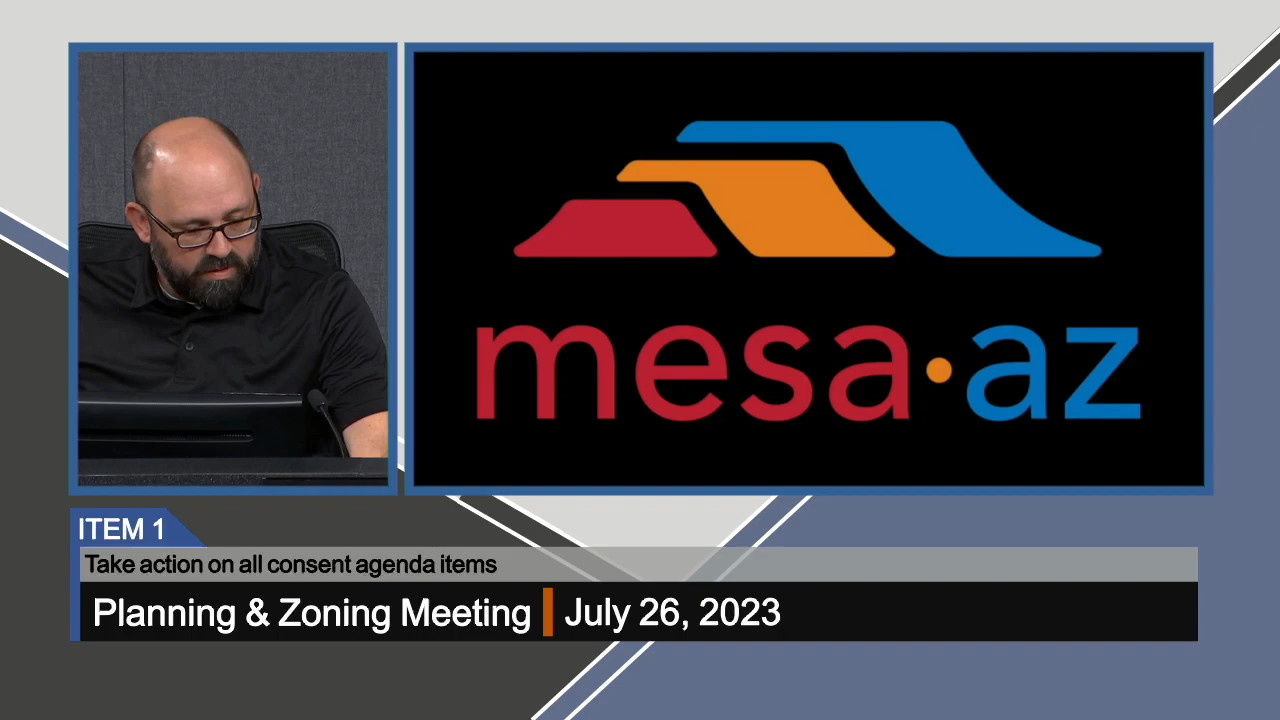 mesa·az
ITEM 1
Take action on all consent agenda items
Planning & Zoning Meeting | July 26, 2023